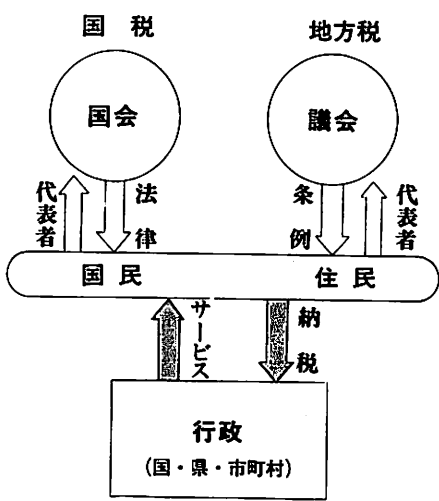 国税
地方税
国会
議会
代表者
法律
条例
代表者
国民
住民
サービス
納税
行政
(国・県・市町村)